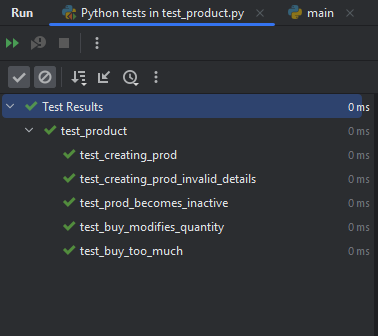 Run Python tests in test_product.py main
Test Results 0 ms
test_product 0 ms
test_creating_prod 0 ms
test_creating_prod_invalid_details 0 ms
test_prod_becomes_inactive 0 ms
test_buy_modifies_quantity 0 ms
test_buy_too_much 0 ms